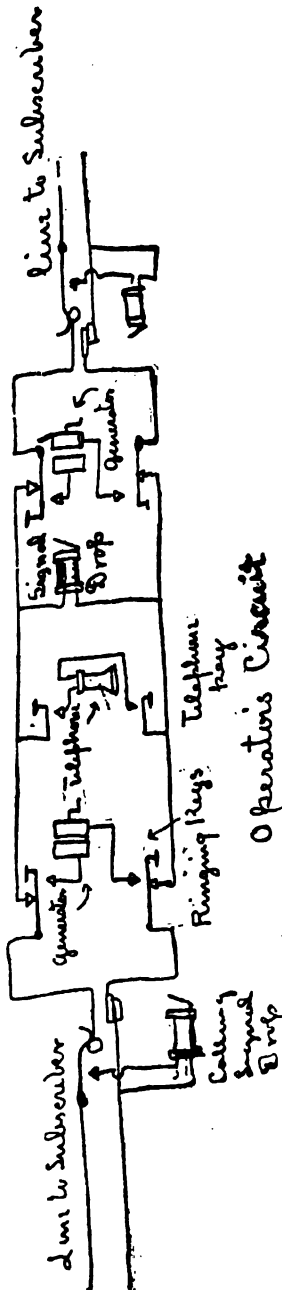 Line to Subscriber
Calling
Signal
Drop
Generator
Telephone
Ringing Keys
Telephone
Key
Signal
Drop
Generator
Line to Subscriber
Operator's Circuit